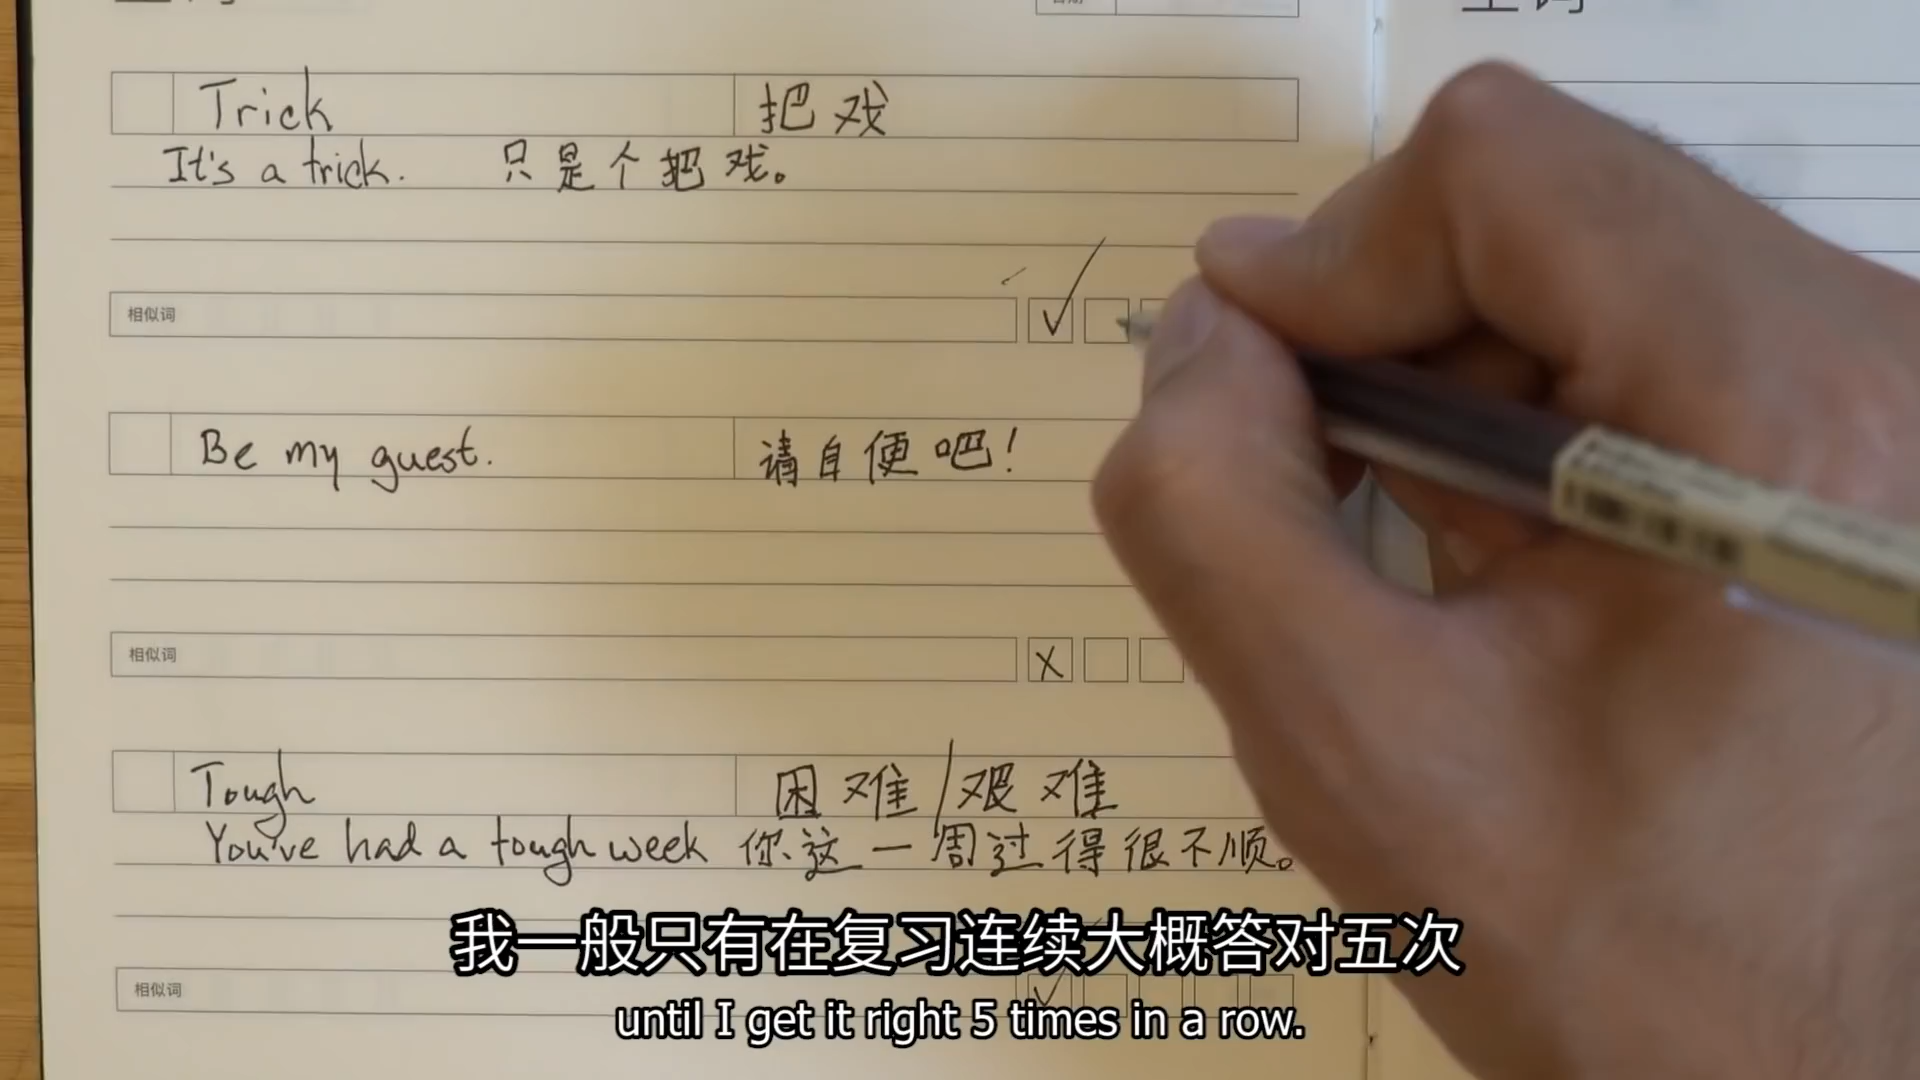 Trick 把戏
It's a trick. 只是个把戏。
相似词
Be my guest. 请自便吧!
相似词
Tough 困难/艰难
You've had a tough week 你这一周过得很不顺。
我一般只有在复习连续大概答对五次
相似词
until I get it right 5 times in a row.